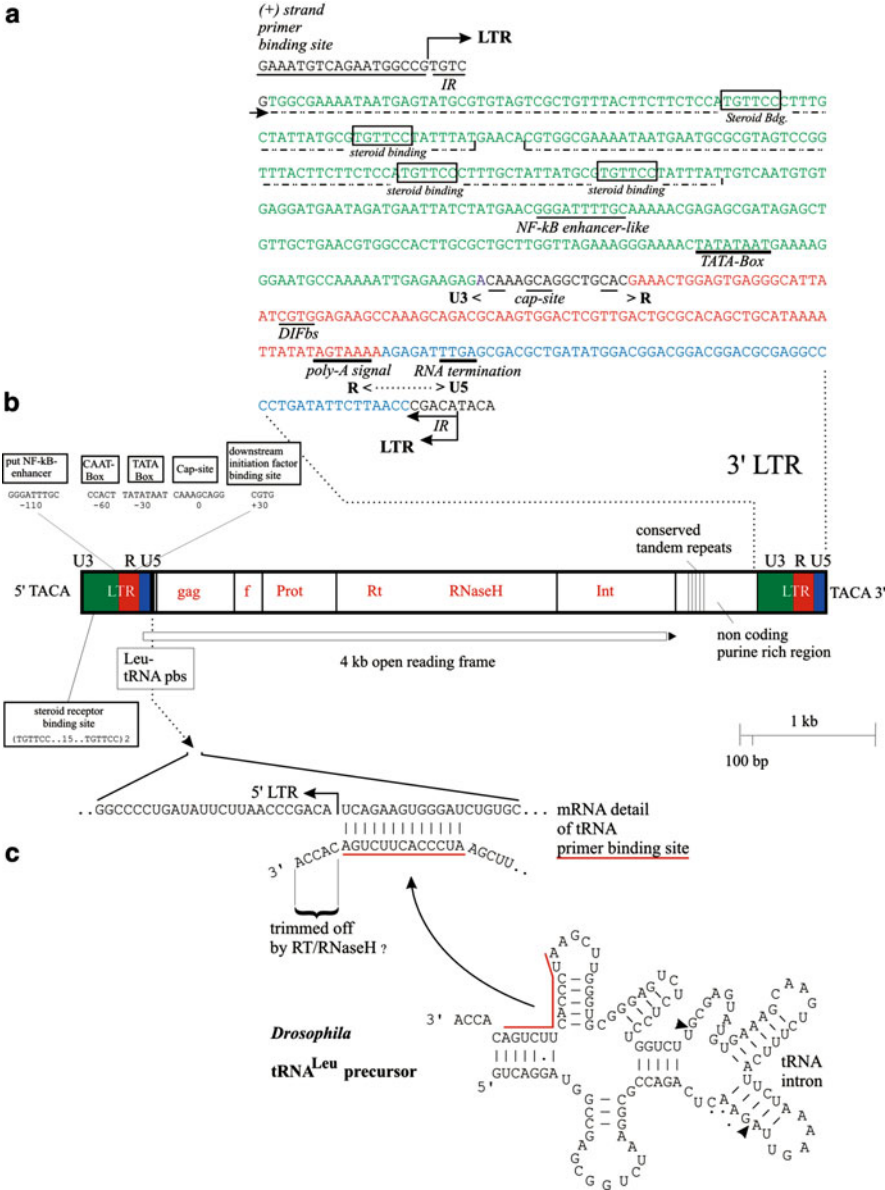 a
(+) strand
primer
binding site
LTR
GAAATGTCAGAATGGCCGTGTC
IR
GTGGCGAAAATAATGAGTATGCGTGTAGTCGCTGTTTACTTCTTCTCCATGTTCCCTTTG
Steroid Bdg.
CTATTATGCGTGTTCCTATTTATGAACACGTGGCGAAAATAATGAATGCGCGTAGTCCGG
steroid binding
TTTACTTCTTCTCCATGTTCCCTTTGCTATTATGCGTGTTCCTATTTATTGTCAATGTGT
steroid binding steroid binding
GAGGATGAATAGATGAATTATCTATGAACGGGATTTTGCAAAAACGAGAGCGATAGAGCT
NF-kB enhancer-like
GTTGCTGAACGTGGCCACTTGCGCTGCTTGGTTAGAAAGGGAAAACTATATAATGAAAAG
TATA-Box
GGAATGCCAAAAATTGAGAAGAGACAAAGCAGGCTGCACGAAACTGGAGTGAGGGCATTA
U3 < cap-site > R
ATCGTGGAGAAGCCAAAGCAGACGCAAGTGGACTCGTTGACTGCGCACAGCTGCATAAAA
DIFbs
TTATATAGTAAAAAAGAGATTTGAGCGACGCTGATATGGACGGACGGACGGACGCGAGGCC
poly-A signal RNA termination
R < ········ > U5
CCTGATATTCTTAACCCGACATACA
IR
LTR
b
3' LTR
put NF-kB-
enhancer
CAAT-
Box
TATA
Box
Cap-site
downstream
initiation factor
binding site
GGGATTTGC CCACT TATATAAT CAAAGCAGG CGTG
−110 −60 −30 0 +30
conserved
tandem repeats
U3 R U5 U3 R U5
5' TACA LTR gag f Prot Rt RNaseH Int LTR TACA 3'
non coding
purine rich region
4 kb open reading frame
Leu-
tRNA pbs
steroid receptor
binding site
(TGTTCC..15..TGTTCC)2
1 kb
100 bp
5' LTR
..GGCCCCUGAUAUUCUUAACCCGACAUCAGAAGUGGGAUCUGUGC...
mRNA detail
of tRNA
primer binding site
c
3' ACCAC AGUCUUCACCCUA AGCUU..
trimmed off
by RT/RNaseH ?
3' ACCA
CAGUCUU
Drosophila
tRNALeu precursor
5' GUCAGGA
GGUCU
CAGCC
tRNA
intron